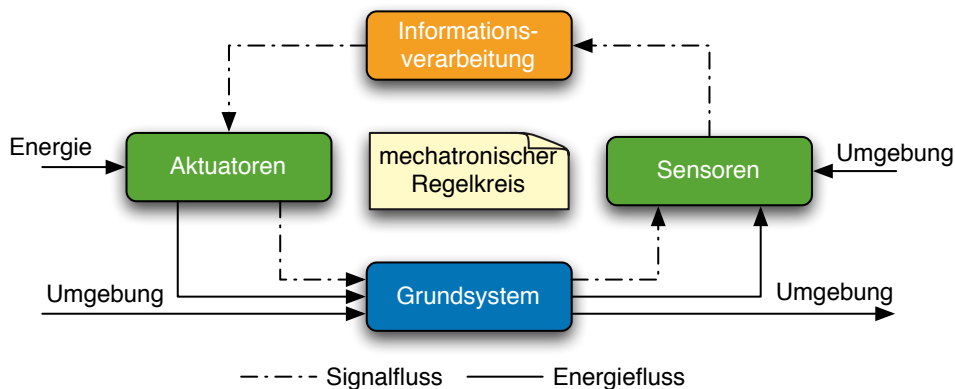 Informations-
verarbeitung
Energie
Aktuatoren
mechatronischer
Regelkreis
Sensoren
Umgebung
Umgebung
Grundsystem
Umgebung
Signalfluss
Energiefluss